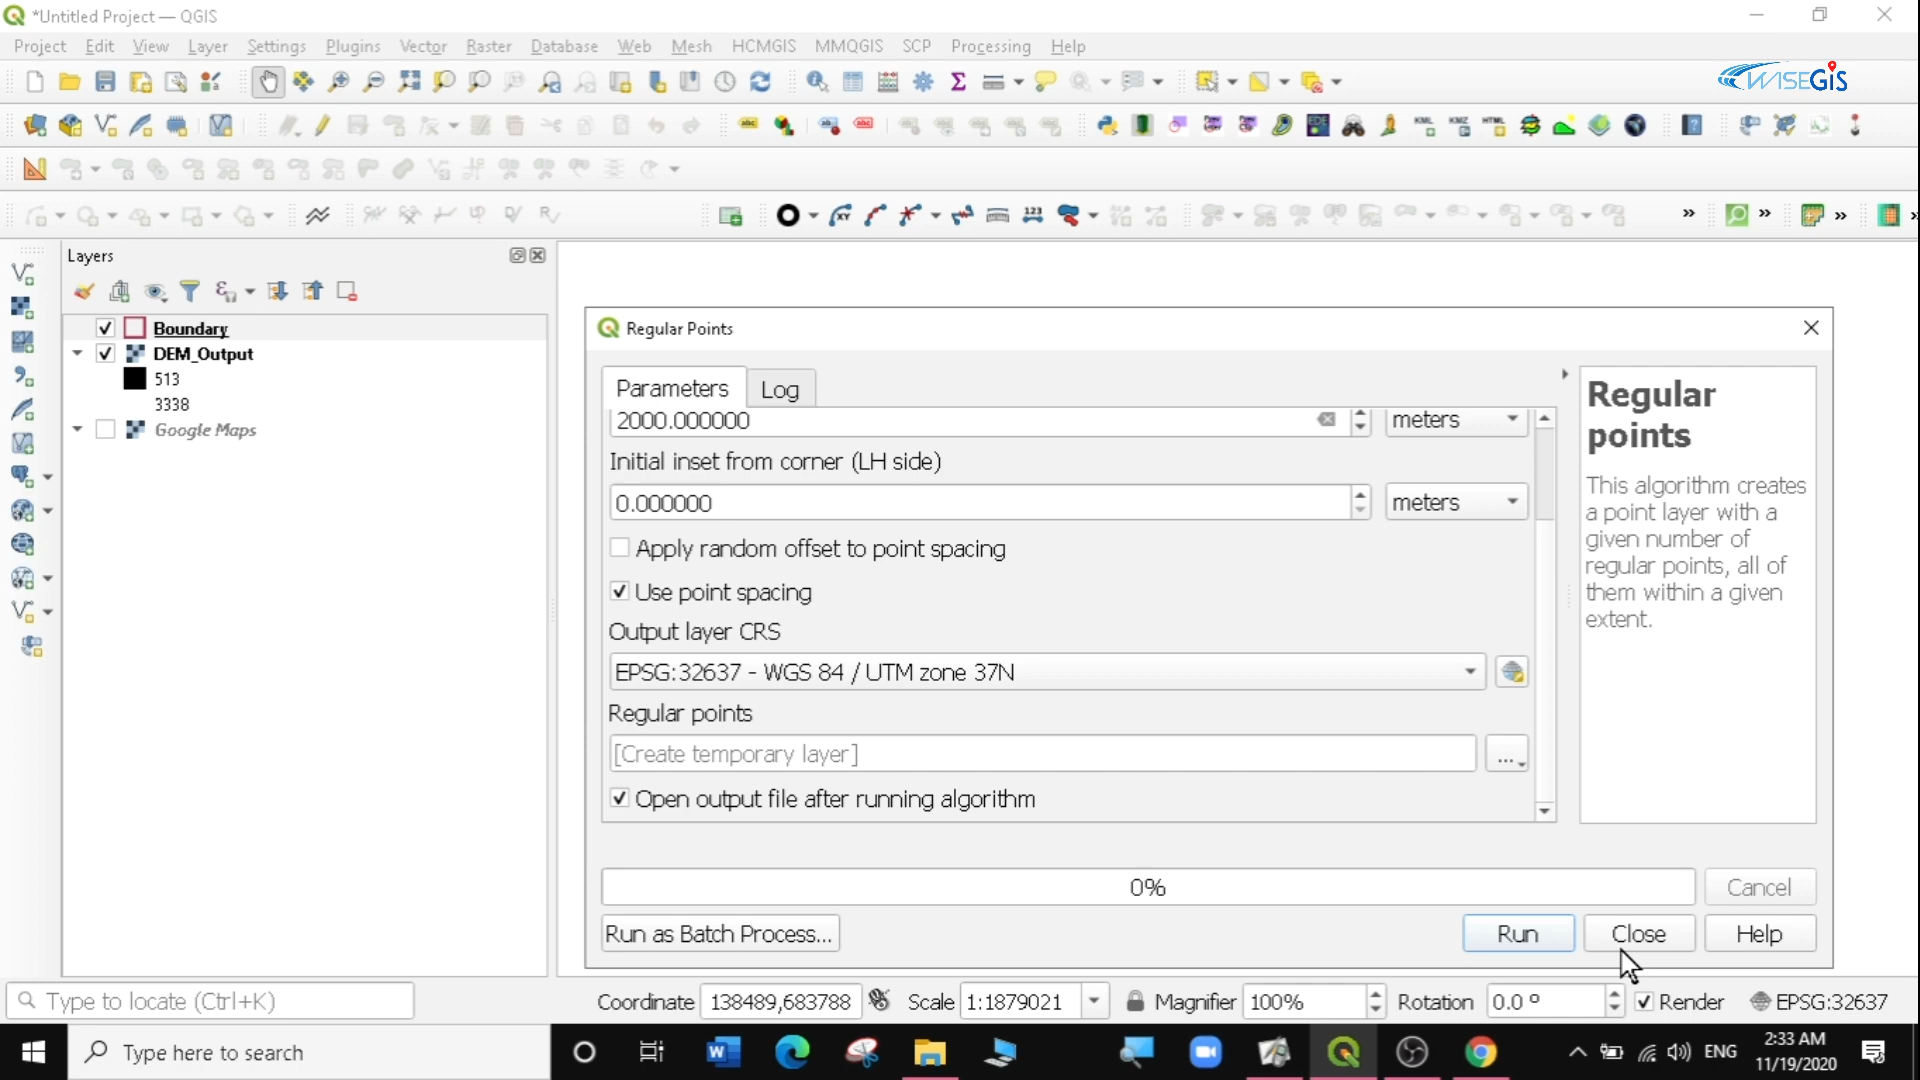 *Untitled Project — QGIS
Project Edit View Layer Settings Plugins Vector Raster Database Web Mesh HCMGIS MMQGIS SCP Processing Help
WISEGIS
Layers
Boundary
DEM_Output
513
3338
Google Maps
Regular Points
Parameters Log
2000.000000 meters
Initial inset from corner (LH side)
0.000000 meters
Apply random offset to point spacing
Use point spacing
Output layer CRS
EPSG:32637 - WGS 84 / UTM zone 37N
Regular points
[Create temporary layer] ...
Open output file after running algorithm
Regular
points
This algorithm creates
a point layer with a
given number of
regular points, all of
them within a given
extent.
0% Cancel
Run as Batch Process... Run Close Help
Type to locate (Ctrl+K) Coordinate 138489,683788 Scale 1:1879021 Magnifier 100% Rotation 0.0 ° Render EPSG:32637
Type here to search ENG 2:33 AM
11/19/2020